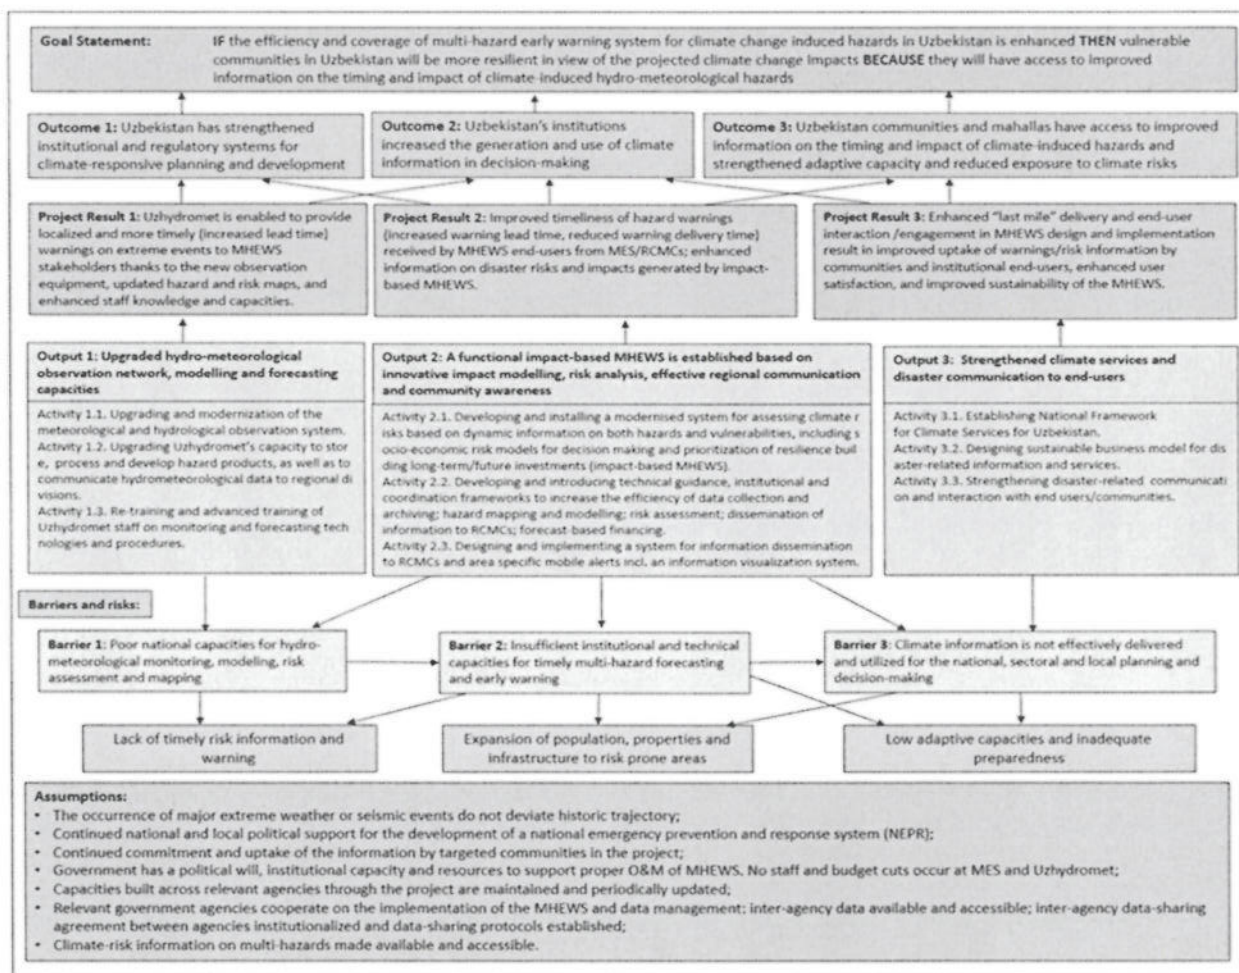 Goal Statement: IF the efficiency and coverage of multi-hazard early warning system for climate change induced hazards in Uzbekistan is enhanced THEN vulnerable
communities in Uzbekistan will be more resilient in view of the projected climate change impacts BECAUSE they will have access to improved
information on the timing and impact of climate-induced hydro-meteorological hazards
Outcome 1: Uzbekistan has strengthened
institutional and regulatory systems for
climate-responsive planning and development
Outcome 2: Uzbekistan's institutions
increased the generation and use of climate
information in decision-making
Outcome 3: Uzbekistan communities and mahallas have access to improved
information on the timing and impact of climate-induced hazards and
strengthened adaptive capacity and reduced exposure to climate risks
Project Result 1: Uzhydromet is enabled to provide
localized and more timely (increased lead time)
warnings on extreme events to MHEWS
stakeholders thanks to the new observation
equipment, updated hazard and risk maps, and
enhanced staff knowledge and capacities.
Project Result 2: Improved timeliness of hazard warnings
(increased warning lead time, reduced warning delivery time)
received by MHEWS end-users from MES/RCMCs; enhanced
information on disaster risks and impacts generated by impact-
based MHEWS.
Project Result 3: Enhanced "last mile" delivery and end-user
interaction /engagement in MHEWS design and implementation
result in improved uptake of warnings/risk information by
communities and institutional end-users, enhanced user
satisfaction, and improved sustainability of the MHEWS.
Output 1: Upgraded hydro-meteorological
observation network, modelling and forecasting
capacities
Activity 1.1. Upgrading and modernization of the
meteorological and hydrological observation system.
Activity 1.2. Upgrading Uzhydromet's capacity to stor
e, process and develop hazard products, as well as to
communicate hydrometeorological data to regional di
visions.
Activity 1.3. Re-training and advanced training of
Uzhydromet staff on monitoring and forecasting tech
nologies and procedures.
Output 2: A functional impact-based MHEWS is established based on
innovative impact modelling, risk analysis, effective regional communication
and community awareness
Activity 2.1. Developing and installing a modernised system for assessing climate r
isks based on dynamic information on both hazards and vulnerabilities, including s
ocio-economic risk models for decision making and prioritization of resilience bui
lding long-term/future investments (impact-based MHEWS).
Activity 2.2. Developing and introducing technical guidance, institutional and
coordination frameworks to increase the efficiency of data collection and
archiving; hazard mapping and modelling; risk assessment; dissemination of
information to RCMCs; forecast-based financing.
Activity 2.3. Designing and implementing a system for information dissemination
to RCMCs and area specific mobile alerts incl. an information visualization system.
Output 3: Strengthened climate services and
disaster communication to end-users
Activity 3.1. Establishing National Framework
for Climate Services for Uzbekistan.
Activity 3.2. Designing sustainable business model for dis
aster-related information and services.
Activity 3.3. Strengthening disaster-related communicati
on and interaction with end users/communities.
Barriers and risks:
Barrier 1: Poor national capacities for hydro-
meteorological monitoring, modeling, risk
assessment and mapping
Barrier 2: Insufficient institutional and technical
capacities for timely multi-hazard forecasting
and early warning
Barrier 3: Climate information is not effectively delivered
and utilized for the national, sectoral and local planning and
decision-making
Lack of timely risk information and
warning
Expansion of population, properties and
infrastructure to risk prone areas
Low adaptive capacities and inadequate
preparedness
Assumptions:
• The occurrence of major extreme weather or seismic events do not deviate historic trajectory;
• Continued national and local political support for the development of a national emergency prevention and response system (NEPR);
• Continued commitment and uptake of the information by targeted communities in the project;
• Government has a political will, institutional capacity and resources to support proper O&M of MHEWS. No staff and budget cuts occur at MES and Uzhydromet;
• Capacities built across relevant agencies through the project are maintained and periodically updated;
• Relevant government agencies cooperate on the implementation of the MHEWS and data management; inter-agency data available and accessible; inter-agency data-sharing
agreement between agencies institutionalized and data-sharing protocols established;
• Climate-risk information on multi-hazards made available and accessible.